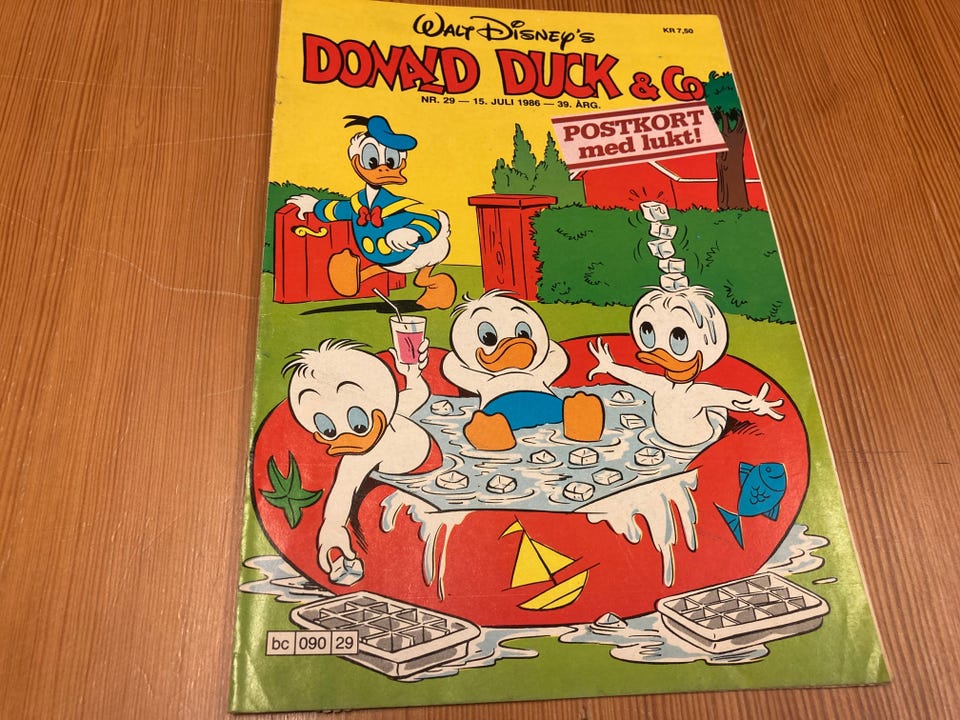 Walt Disney's
KR 7,50
DONALD DUCK & Co
NR. 29 — 15. JULI 1986 — 39. ÅRG.
POSTKORT
med lukt!
bc 090 29